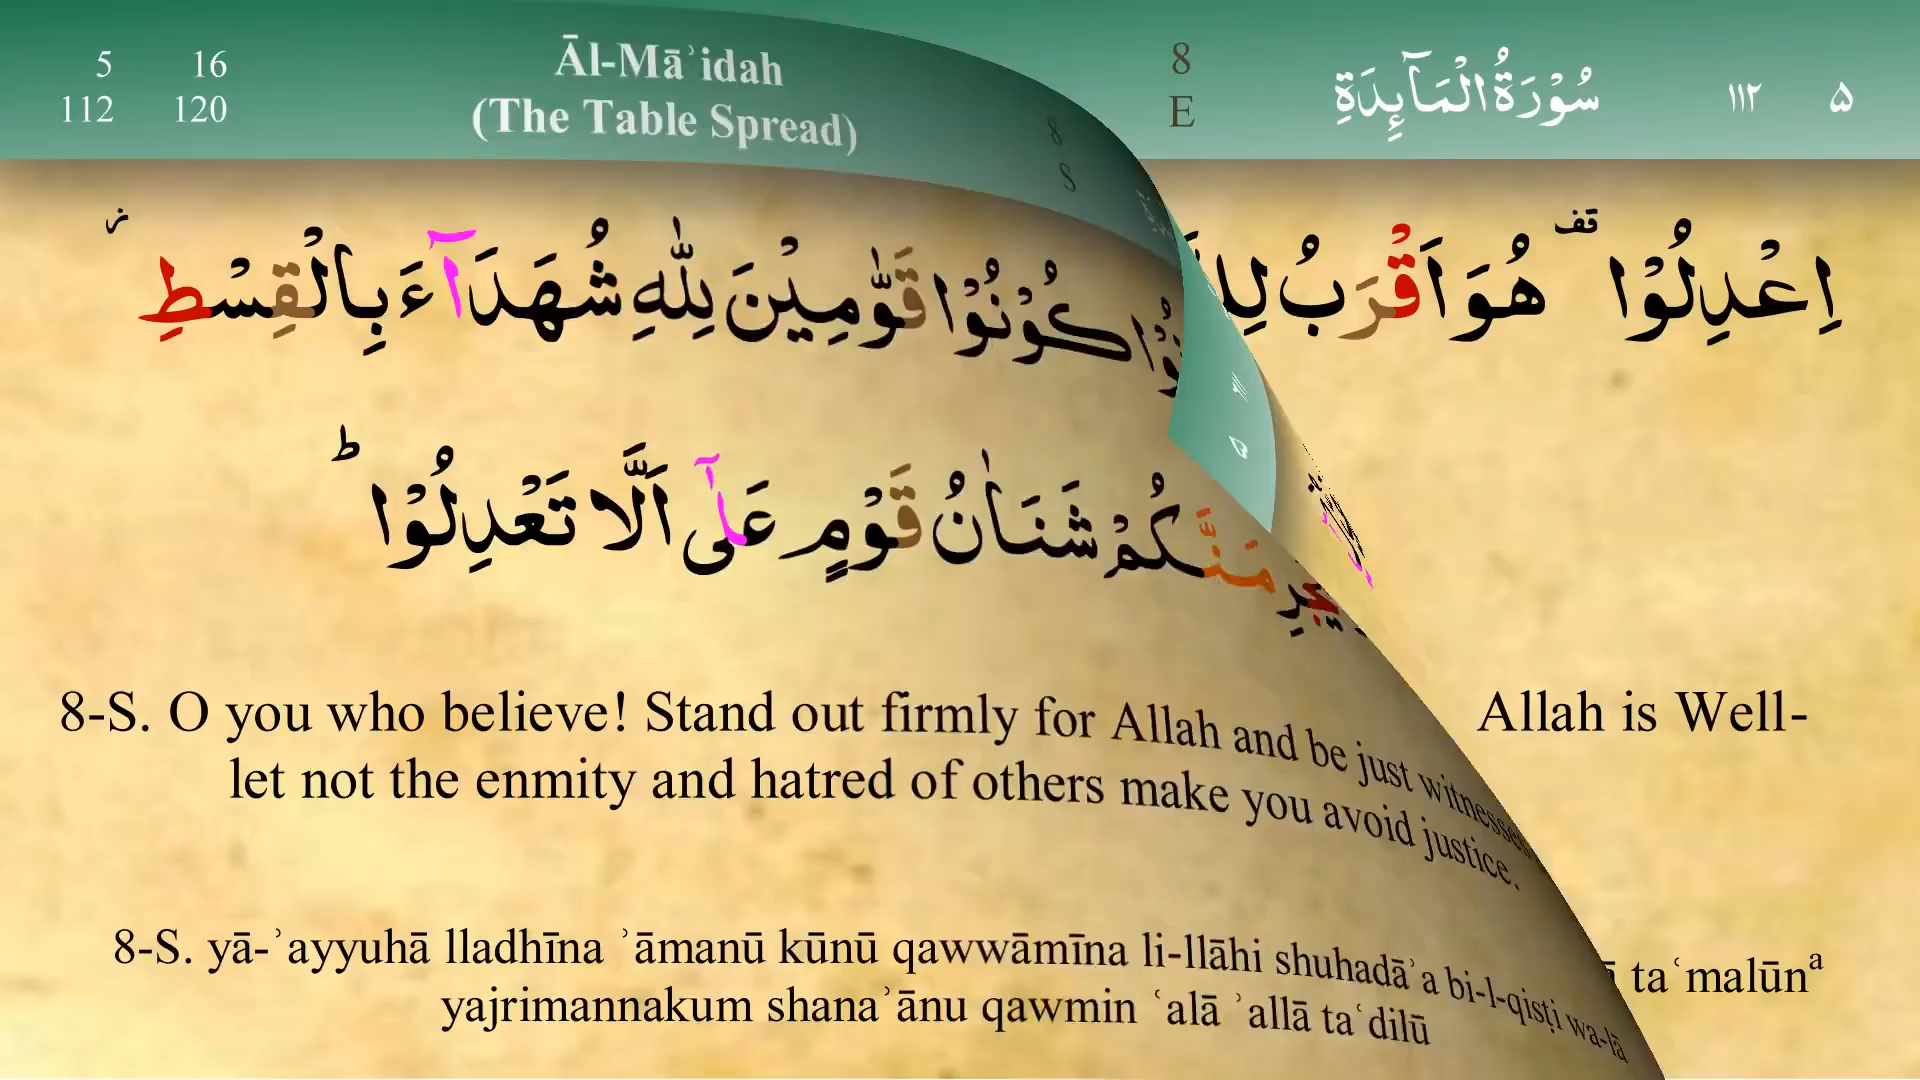 5 16
112 120
Āl-Māʾidah
(The Table Spread)
8
S
8
E
سُوْرَةُ الْمَآئِدَةِ
١١٢ ۵
كُوْنُوْا قَوّٰمِيْنَ لِلّٰهِ شُهَدَآءَ بِالْقِسْطِ ۫
اِعْدِلُوْا ۫ قف هُوَ اَقْرَبُ
يَجْرِمَنَّكُمْ شَنَاٰنُ قَوْمٍ عَلٰٓى اَلَّا تَعْدِلُوْا ؕ
8-S. O you who believe! Stand out firmly for Allah and be just witnesses
let not the enmity and hatred of others make you avoid justice.
Allah is Well-
8-S. yā-ʾayyuhā lladhīna ʾāmanū kūnū qawwāmīna li-llāhi shuhadāʾa bi-l-qisṭi wa-lā
yajrimannakum shanaʾānu qawmin ʿalā ʾallā taʿdilū
taʿmalūnᵃ